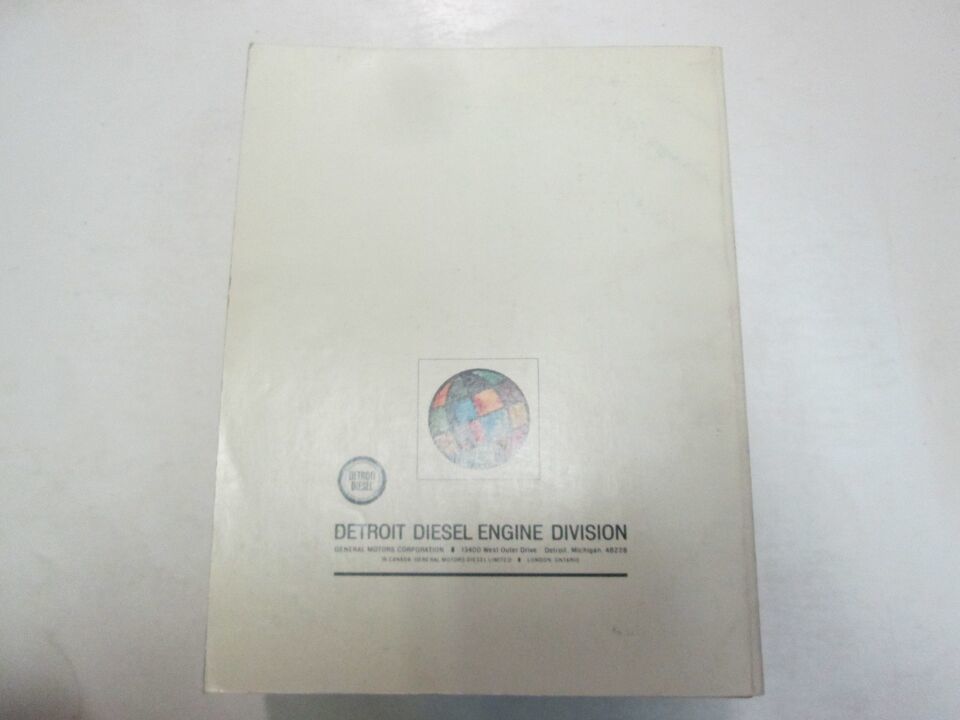 DETROIT
DIESEL
DETROIT DIESEL ENGINE DIVISION
GENERAL MOTORS CORPORATION 13400 West Outer Drive Detroit, Michigan 48228
IN CANADA: GENERAL MOTORS DIESEL LIMITED LONDON, ONTARIO